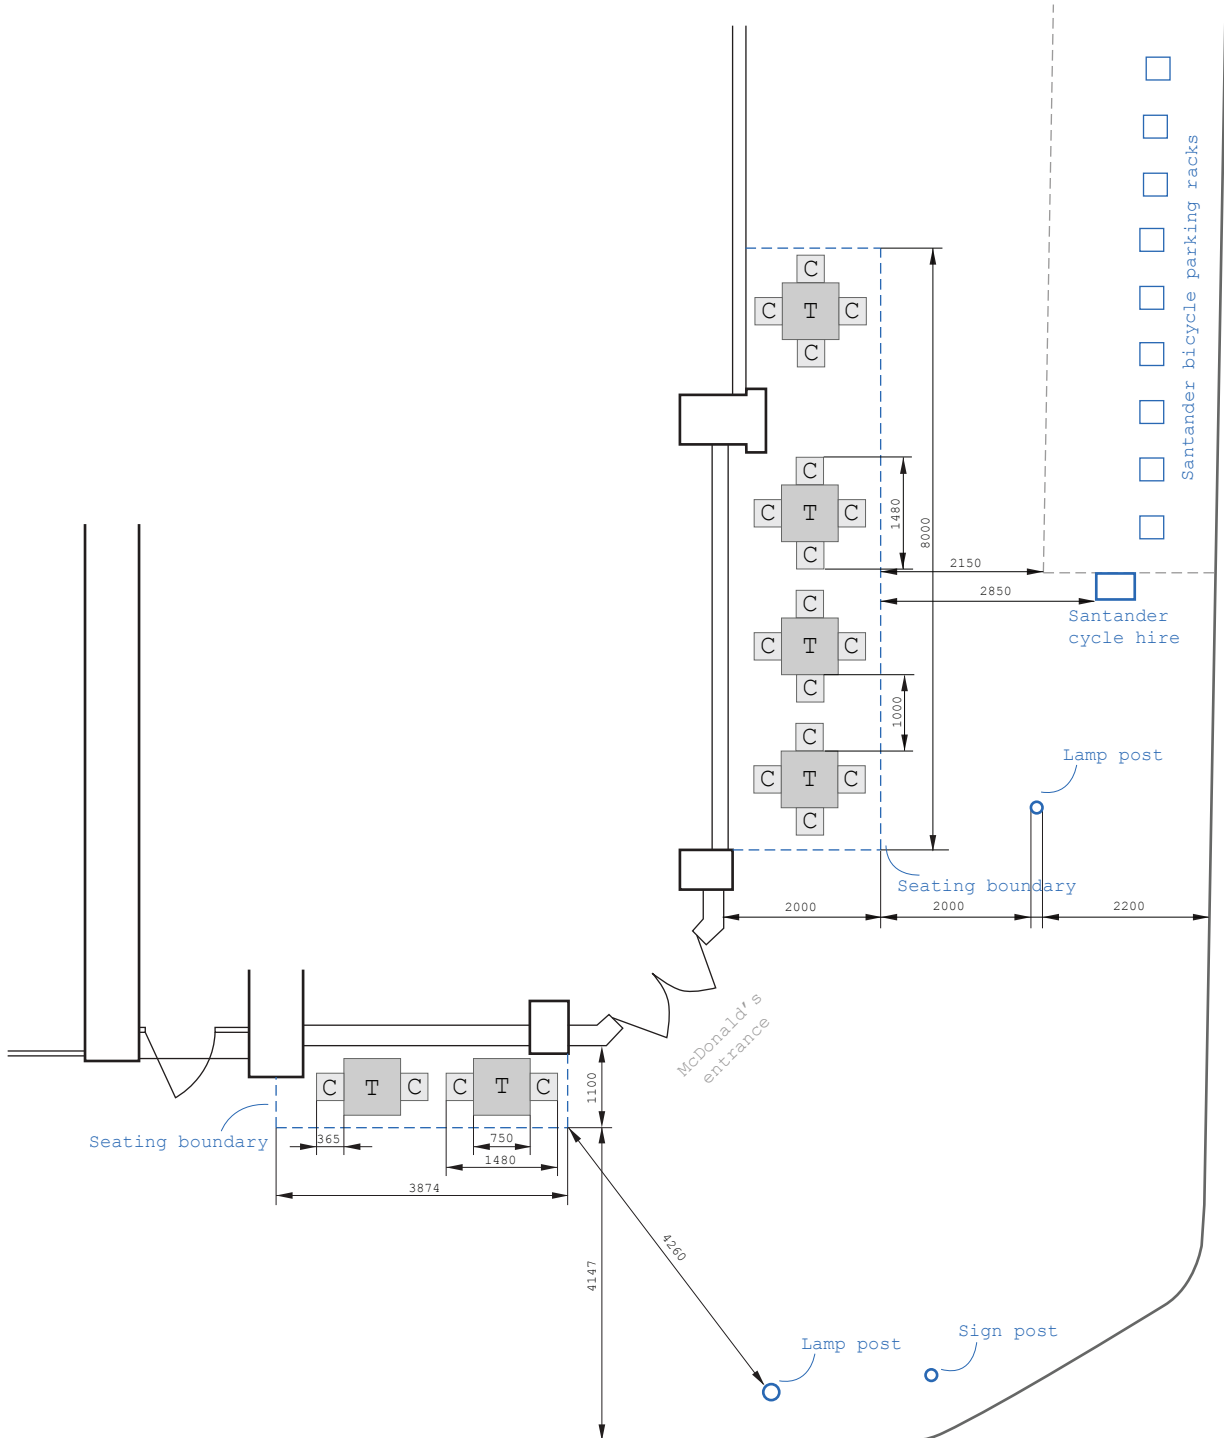 Santander bicycle parking racks
C
C T C
C
C
C T C
C
1480
8000
2150
2850
Santander
cycle hire
C
C T C
C
1000
C
C T C
C
Lamp post
Seating boundary
2000
2000
2200
McDonald's
entrance
C T C
C T C
1100
Seating boundary
365
750
1480
3874
4260
4147
Sign post
Lamp post